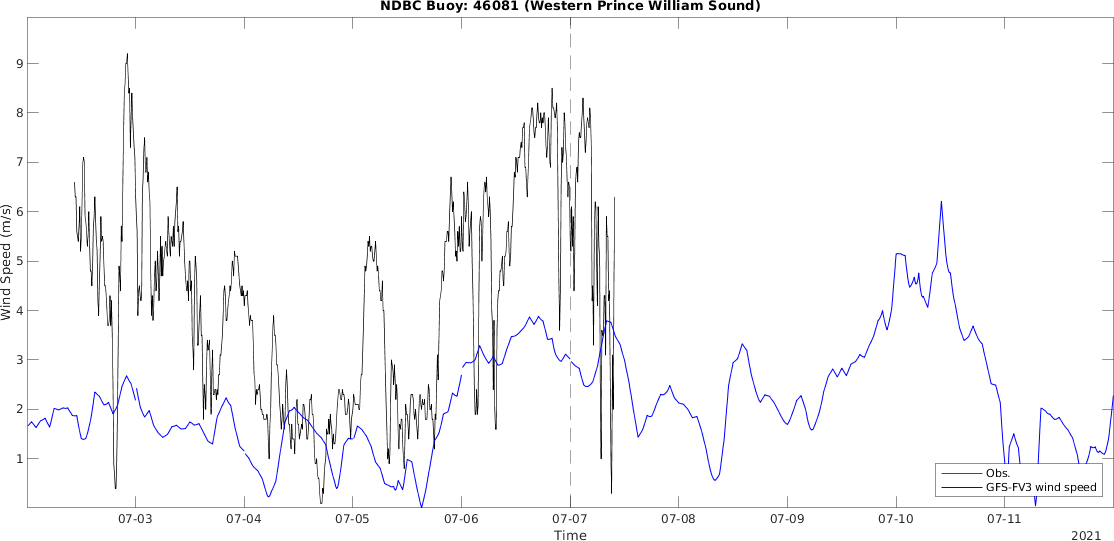 NDBC Buoy: 46081 (Western Prince William Sound)
9
8
7
6
5
4
3
2
1
Wind Speed (m/s)
Obs.
GFS-FV3 wind speed
07-03 07-04 07-05 07-06 07-07 07-08 07-09 07-10 07-11
Time
2021